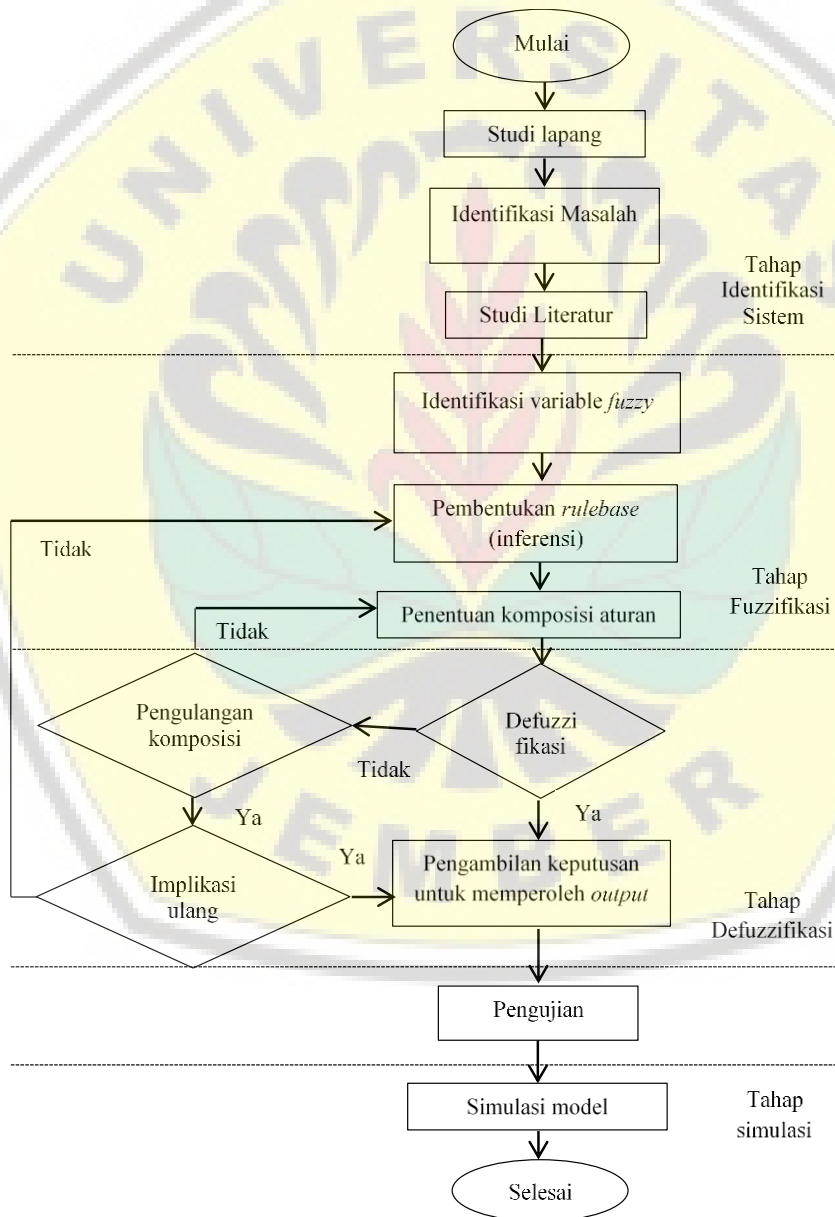 UNIVERSITAS
Mulai
Studi lapang
Identifikasi Masalah
Studi Literatur
Tahap
Identifikasi
Sistem
Identifikasi variable fuzzy
Pembentukan rulebase
(inferensi)
Tidak
Penentuan komposisi aturan
Tidak
Tahap
Fuzzifikasi
Pengulangan
komposisi
Defuzzi
fikasi
Tidak
Ya
Ya
Implikasi
ulang
Ya
Pengambilan keputusan
untuk memperoleh output
Tahap
Defuzzifikasi
JEMBER
Pengujian
Simulasi model
Tahap
simulasi
Selesai